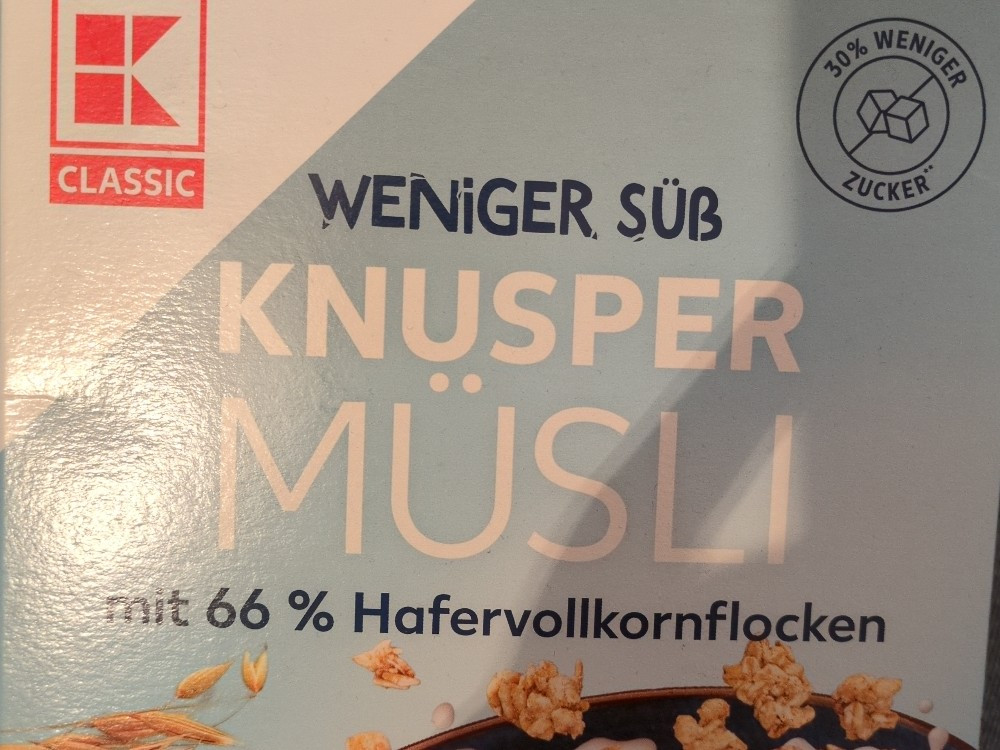 K
CLASSIC
30% WENIGER
ZUCKER¨
WENiGER SÜß
KNUSPER
MÜSLI
mit 66 % Hafervollkornflocken